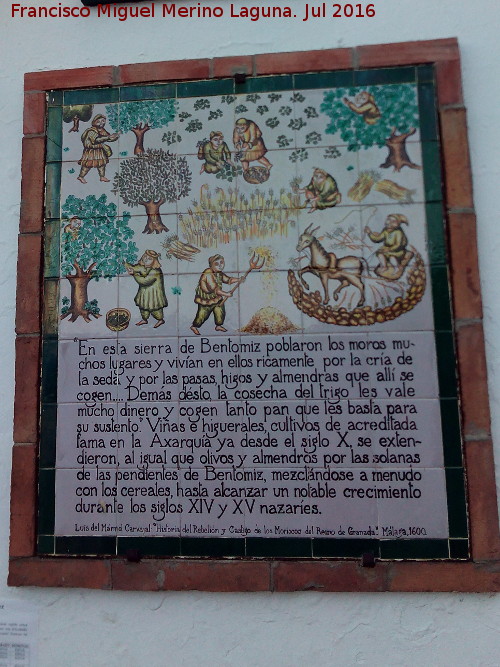 Francisco Miguel Merino Laguna. Jul 2016
"En esta sierra de Bentomiz poblaron los moros mu-
chos lugares y vivían en ellos ricamente por la cría de
la seda, y por las pasas, higos y almendras que allí se
cogen.... Demás désto, la cosecha del trigo les vale
mucho dinero y cogen tanto pan que les basta para
su sustento." Viñas e higuerales, cultivos de acreditada
fama en la Axarquía ya desde el siglo X, se exten-
dieron, al igual que olivos y almendros por las solanas
de las pendientes de Bentomiz, mezclándose a menudo
con los cereales, hasta alcanzar un notable crecimiento
durante los siglos XIV y XV nazaríes.
Luis del Mármol Carvajal: "Historia del Rebelión y Castigo de los Moriscos del Reino de Granada". Málaga, 1600.